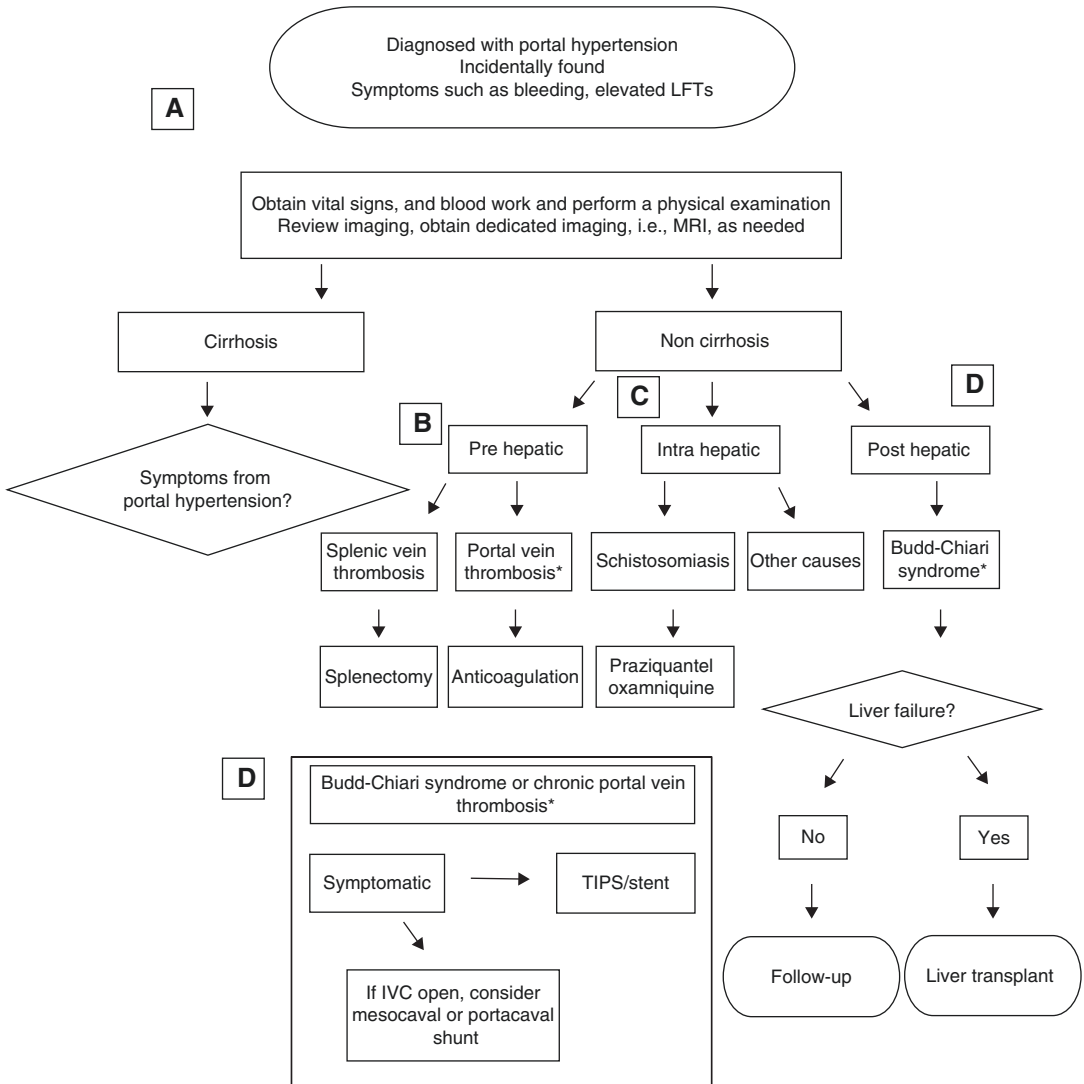 Diagnosed with portal hypertension
Incidentally found
Symptoms such as bleeding, elevated LFTs
A
Obtain vital signs, and blood work and perform a physical examination
Review imaging, obtain dedicated imaging, i.e., MRI, as needed
Cirrhosis
Non cirrhosis
Symptoms from
portal hypertension?
B
Pre hepatic
C
Intra hepatic
D
Post hepatic
Splenic vein
thrombosis
Portal vein
thrombosis*
Schistosomiasis
Other causes
Budd-Chiari
syndrome*
Splenectomy
Anticoagulation
Praziquantel
oxamniquine
Liver failure?
No
Yes
Follow-up
Liver transplant
D
Budd-Chiari syndrome or chronic portal vein
thrombosis*
Symptomatic
TIPS/stent
If IVC open, consider
mesocaval or portacaval
shunt